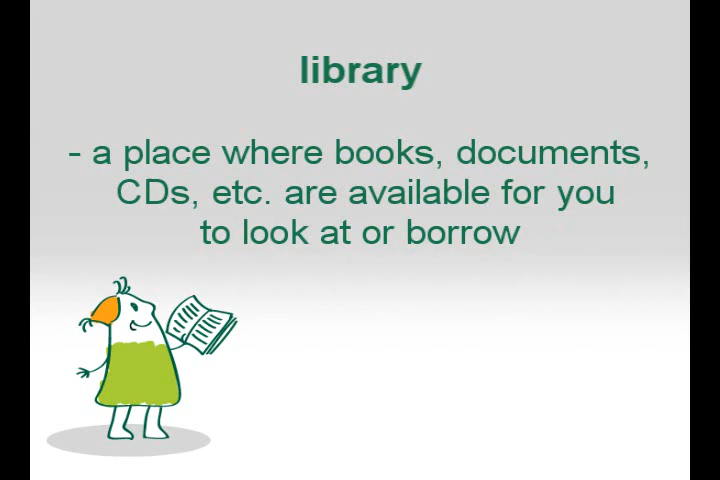 library
- a place where books, documents,
CDs, etc. are available for you
to look at or borrow